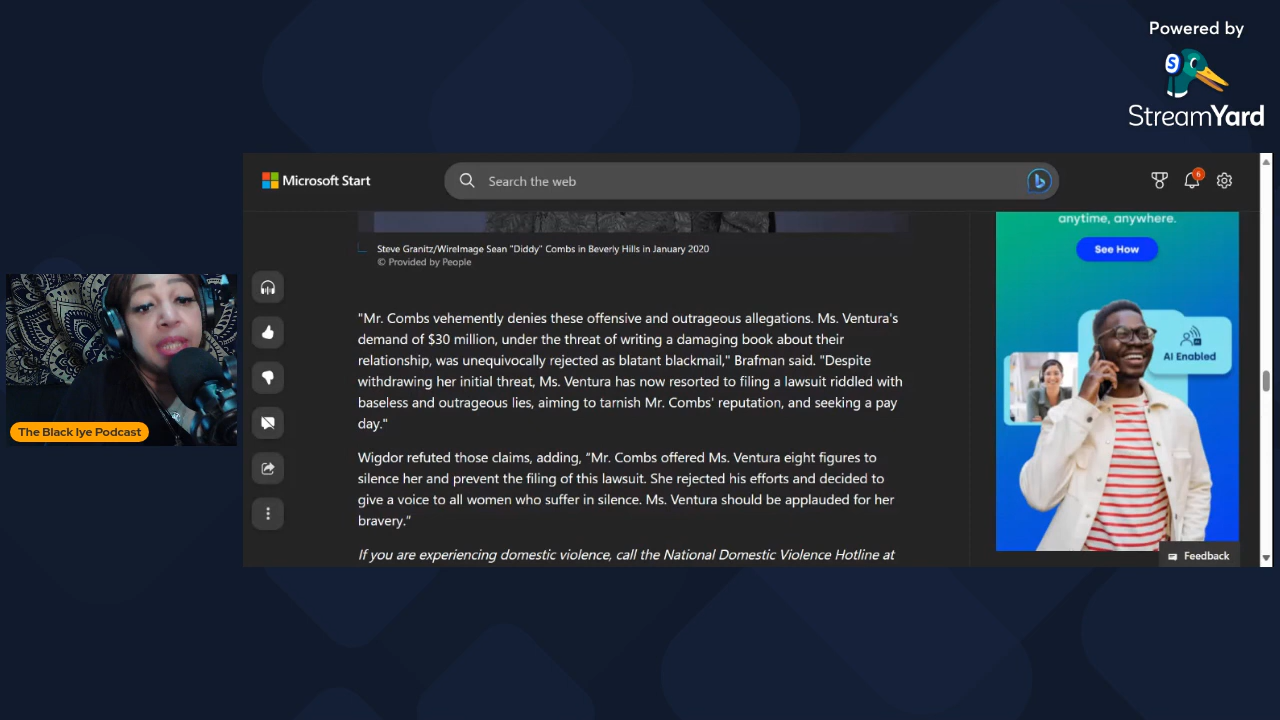 Powered by
S
StreamYard
Microsoft Start
Search the web
b
6
anytime, anywhere.
See How
Steve Granitz/WireImage Sean "Diddy" Combs in Beverly Hills in January 2020
© Provided by People
"Mr. Combs vehemently denies these offensive and outrageous allegations. Ms. Ventura's
demand of $30 million, under the threat of writing a damaging book about their
relationship, was unequivocally rejected as blatant blackmail," Brafman said. "Despite
withdrawing her initial threat, Ms. Ventura has now resorted to filing a lawsuit riddled with
baseless and outrageous lies, aiming to tarnish Mr. Combs' reputation, and seeking a pay
day."
AI Enabled
The Black Iye Podcast
Wigdor refuted those claims, adding, “Mr. Combs offered Ms. Ventura eight figures to
silence her and prevent the filing of this lawsuit. She rejected his efforts and decided to
give a voice to all women who suffer in silence. Ms. Ventura should be applauded for her
bravery.”
If you are experiencing domestic violence, call the National Domestic Violence Hotline at
Feedback